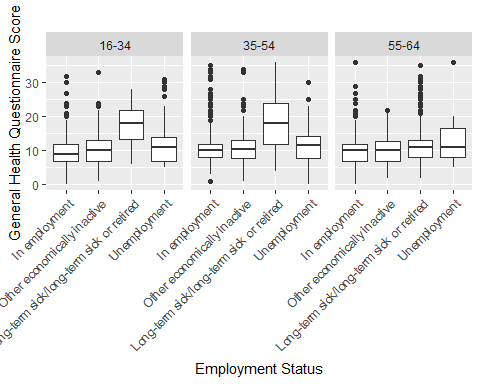 General Health Questionnaire Score
16-34
35-54
55-64
30
20
10
0
In employment
Other economically inactive
Long-term sick/long-term sick or retired
Unemployment
In employment
Other economically inactive
Long-term sick/long-term sick or retired
Unemployment
In employment
Other economically inactive
Long-term sick/long-term sick or retired
Unemployment
Employment Status